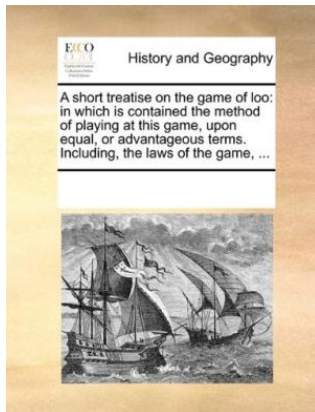 ECCO
History and Geography
A short treatise on the game of loo:
in which is contained the method
of playing at this game, upon
equal, or advantageous terms.
Including, the laws of the game, ...